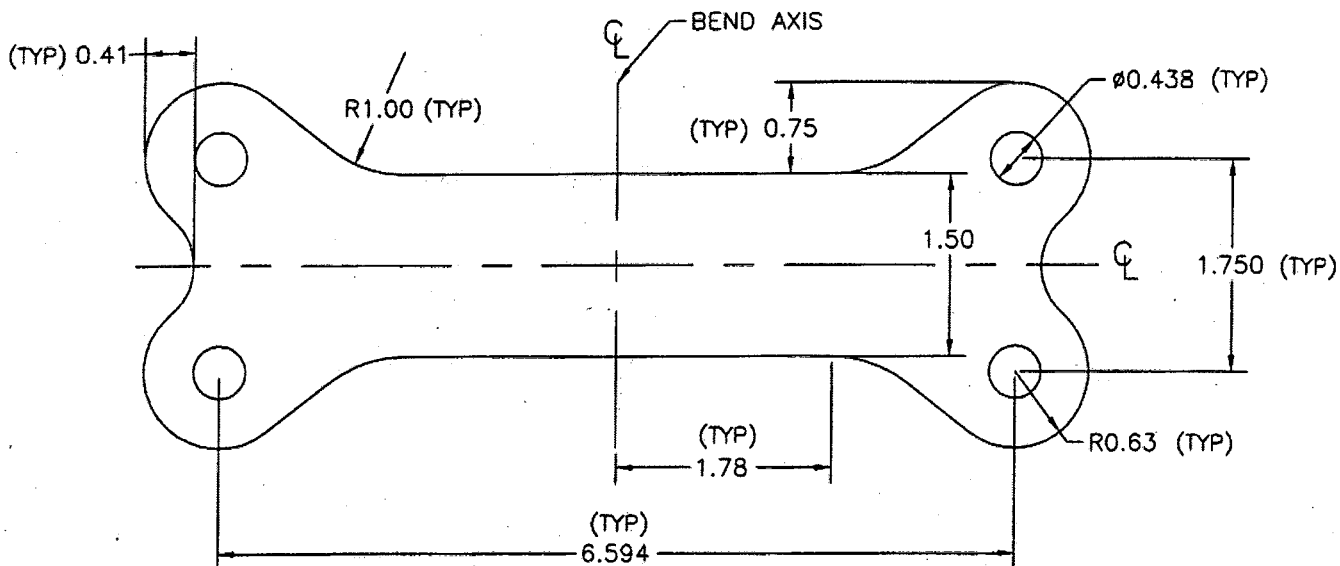 ℄
BEND AXIS
(TYP) 0.41
R1.00 (TYP)
(TYP) 0.75
ø0.438 (TYP)
1.50
℄
1.750 (TYP)
(TYP)
1.78
R0.63 (TYP)
(TYP)
6.594